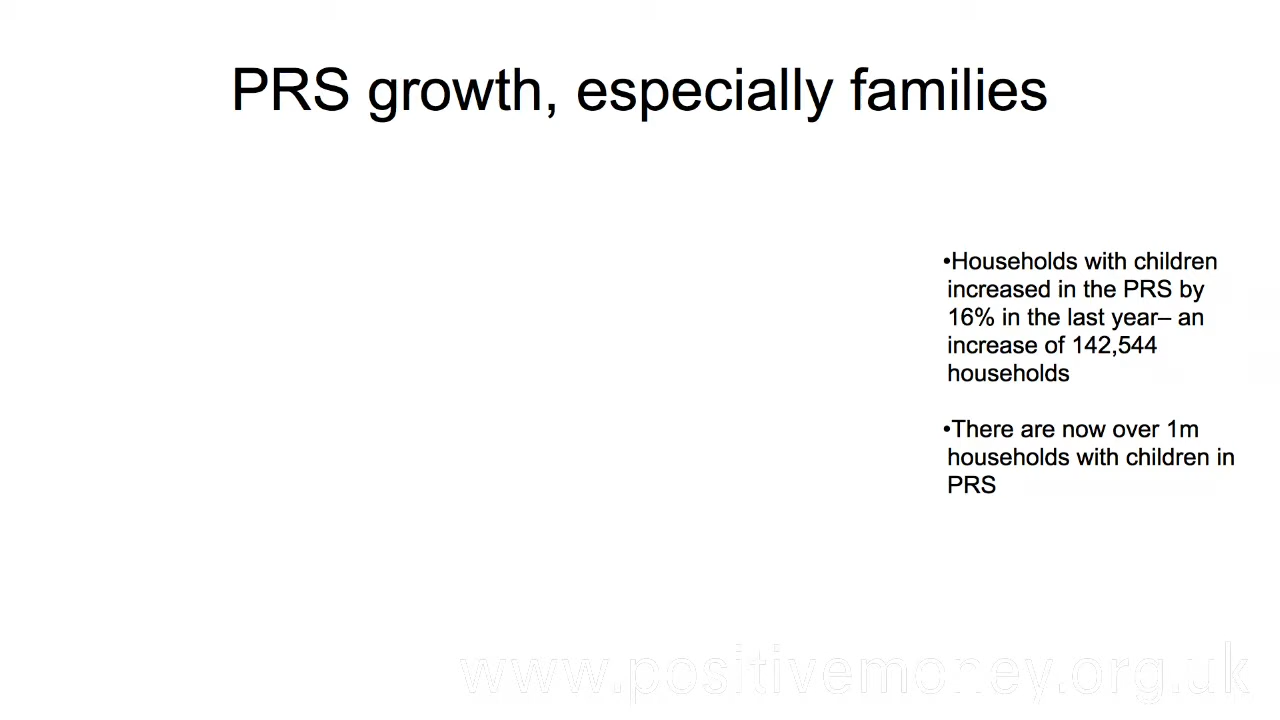 PRS growth, especially families
•Households with children
increased in the PRS by
16% in the last year– an
increase of 142,544
households
•There are now over 1m
households with children in
PRS
www.positivemoney.org.uk